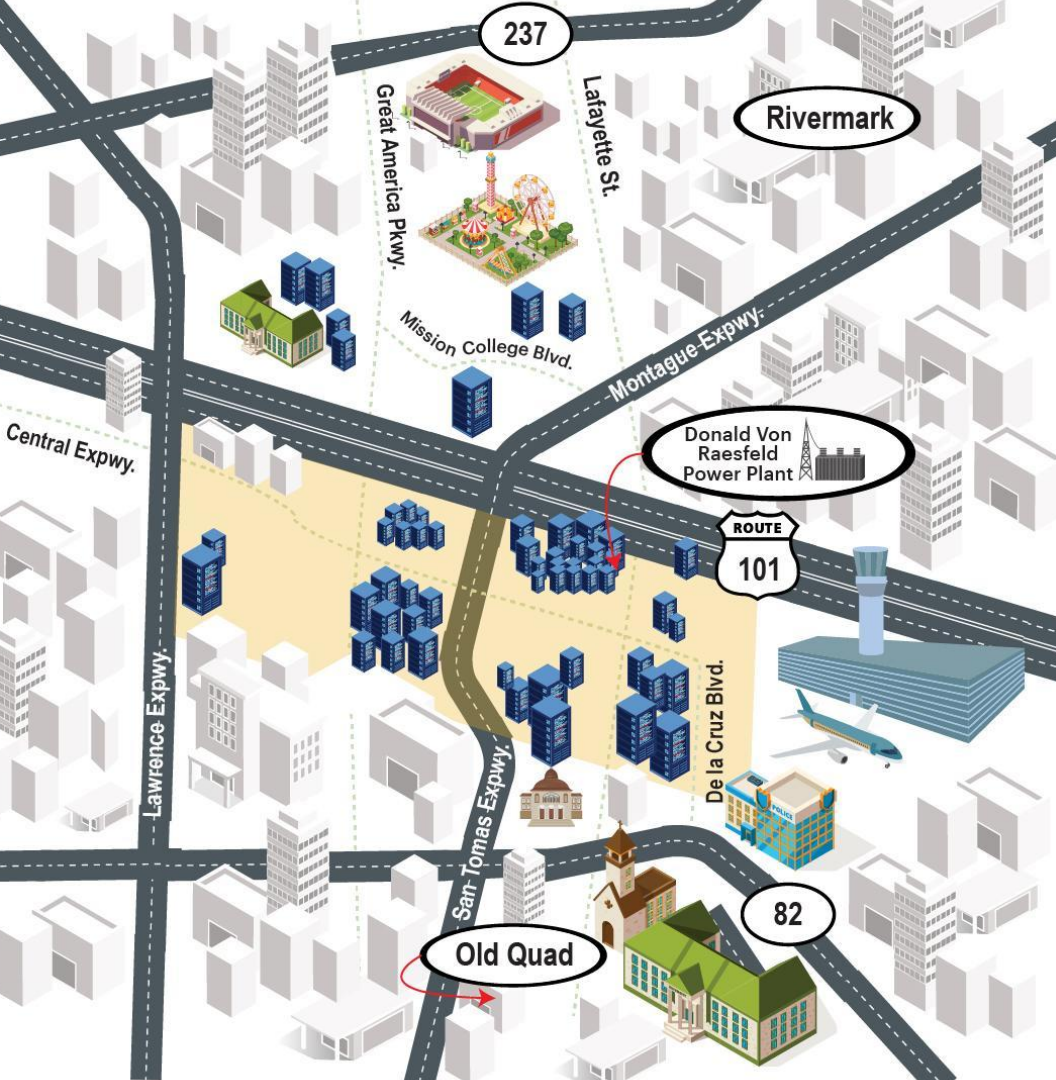 237
Great America Pkwy.
Lafayette St.
Rivermark
Mission College Blvd.
Montague Expwy.
Central Expwy.
Donald Von
Raesfeld
Power Plant
ROUTE
101
Lawrence Expwy.
De la Cruz Blvd.
San Tomas Expwy.
POLICE
82
Old Quad